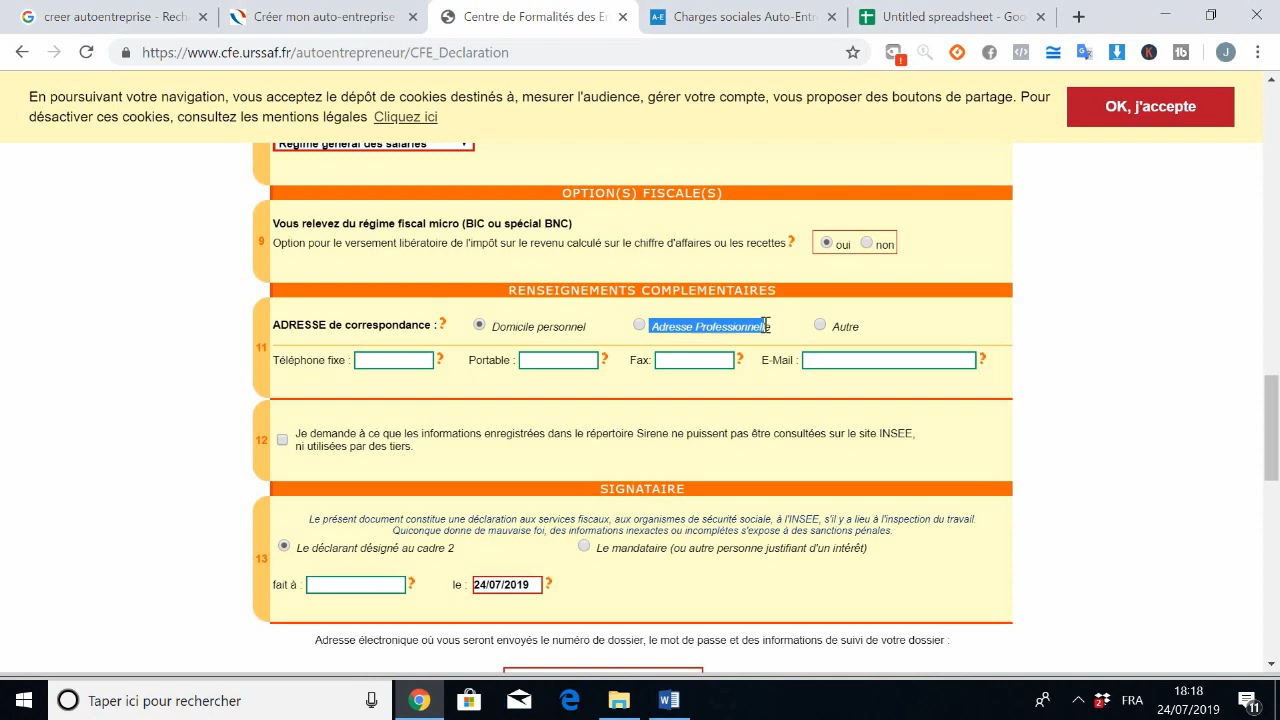 creer auto-entreprise - Rech
Créer mon auto-entreprise
Centre de Formalités des En
A-E
Charges Sociales Auto-Entre
Untitled spreadsheet - Goo
https://www.cfe.urssaf.fr/autoentrepreneur/CFE_Declaration
J
En poursuivant votre navigation, vous acceptez le dépôt de cookies destinés à, mesurer l'audience, gérer votre compte, vous proposer des boutons de partage. Pour
désactiver ces cookies, consultez les mentions légales Cliquez ici
OK, j'accepte
Régime général des salariés
OPTION(S) FISCALE(S)
Vous relevez du régime fiscal micro (BIC ou spécial BNC)
9 Option pour le versement libératoire de l'impôt sur le revenu calculé sur le chiffre d'affaires ou les recettes ? oui non
RENSEIGNEMENTS COMPLEMENTAIRES
ADRESSE de correspondance : ? Domicile personnel Adresse Professionnelle Autre
11
Téléphone fixe : ? Portable : ? Fax: ? E-Mail : ?
12 Je demande à ce que les informations enregistrées dans le répertoire Sirene ne puissent pas être consultées sur le site INSEE,
ni utilisées par des tiers.
SIGNATAIRE
Le présent document constitue une déclaration aux services fiscaux, aux organismes de sécurité sociale, à l'INSEE, s'il y a lieu à l'inspection du travail.
Quiconque donne de mauvaise foi, des informations inexactes ou incomplètes s'expose à des sanctions pénales.
Le déclarant désigné au cadre 2 Le mandataire (ou autre personne justifiant d'un intérêt)
13
fait à : ? le : 24/07/2019 ?
Adresse électronique où vous seront envoyés le numéro de dossier, le mot de passe et des informations de suivi de votre dossier :
Taper ici pour rechercher
FRA
18:18
24/07/2019
11